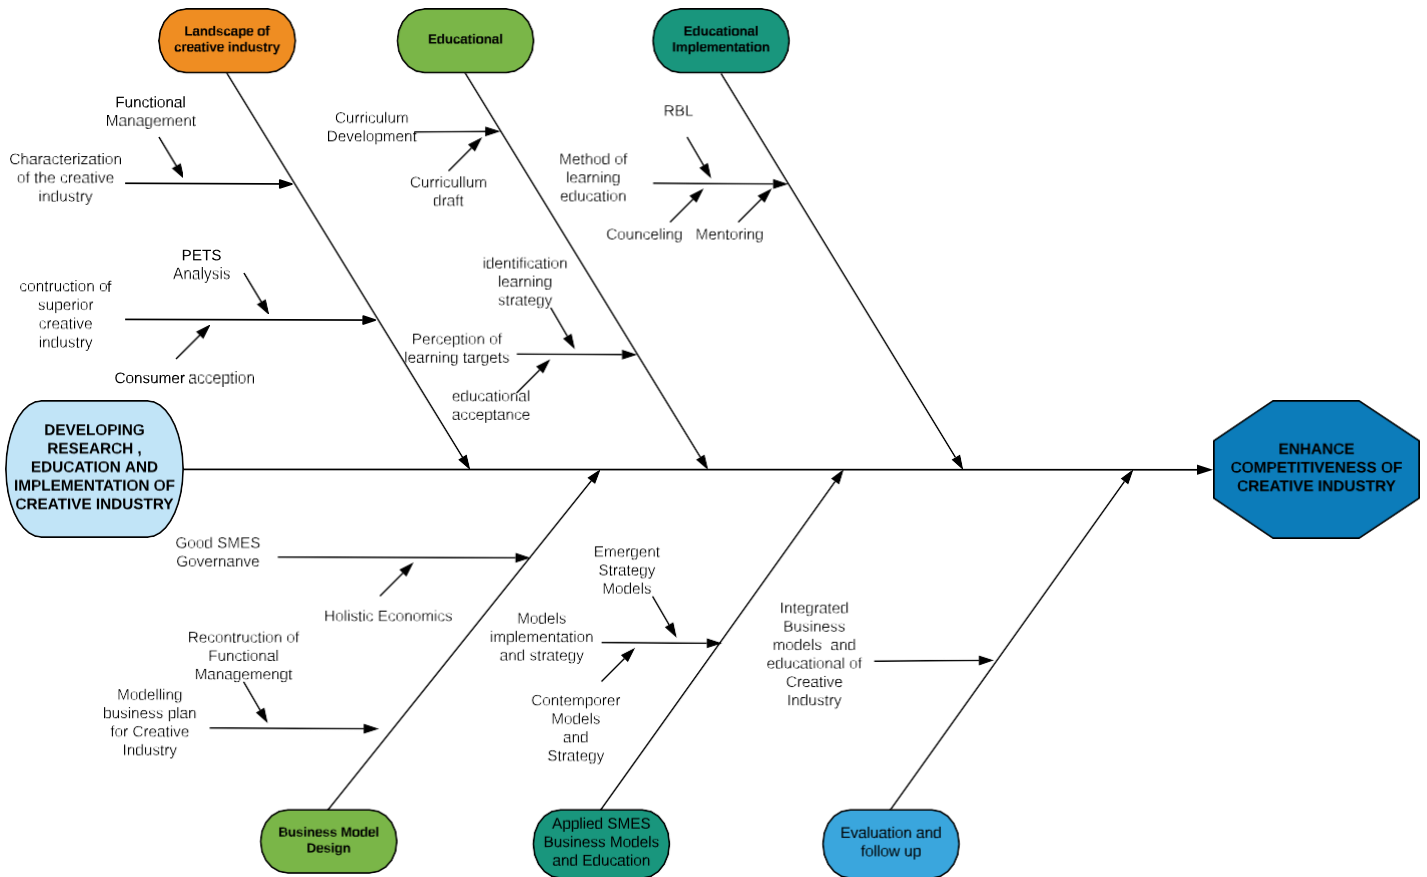 Landscape of
creative industry
Educational
Educational
Implementation
Functional
Management
Characterization
of the creative
industry
PETS
Analysis
contruction of
superior
creative
industry
Consumer acception
Curriculum
Development
Curricullum
draft
identification
learning
strategy
Perception of
learning targets
educational
acceptance
RBL
Method of
learning
education
Counceling
Mentoring
DEVELOPING
RESEARCH ,
EDUCATION AND
IMPLEMENTATION OF
CREATIVE INDUSTRY
ENHANCE
COMPETITIVENESS OF
CREATIVE INDUSTRY
Good SMES
Governanve
Holistic Economics
Recontruction of
Functional
Managemengt
Modelling
business plan
for Creative
Industry
Emergent
Strategy
Models
Models
implementation
and strategy
Contemporer
Models
and
Strategy
Integrated
Business
models and
educational of
Creative
Industry
Business Model
Design
Applied SMES
Business Models
and Education
Evaluation and
follow up